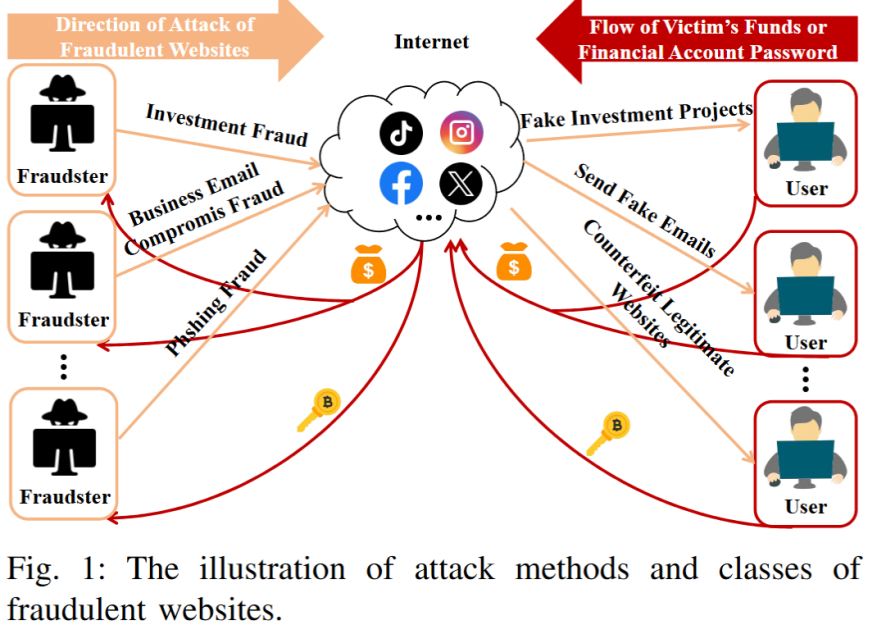 Direction of Attack of
Fraudulent Websites
Internet
Flow of Victim's Funds or
Financial Account Password
Fraudster
Investment Fraud
Fake Investment Projects
User
Business Email
Compromis Fraud
Send Fake Emails
Fraudster
Phshing Fraud
$
$
Counterfeit Legitimate
Websites
User
Fraudster
User
Fig. 1: The illustration of attack methods and classes of
fraudulent websites.